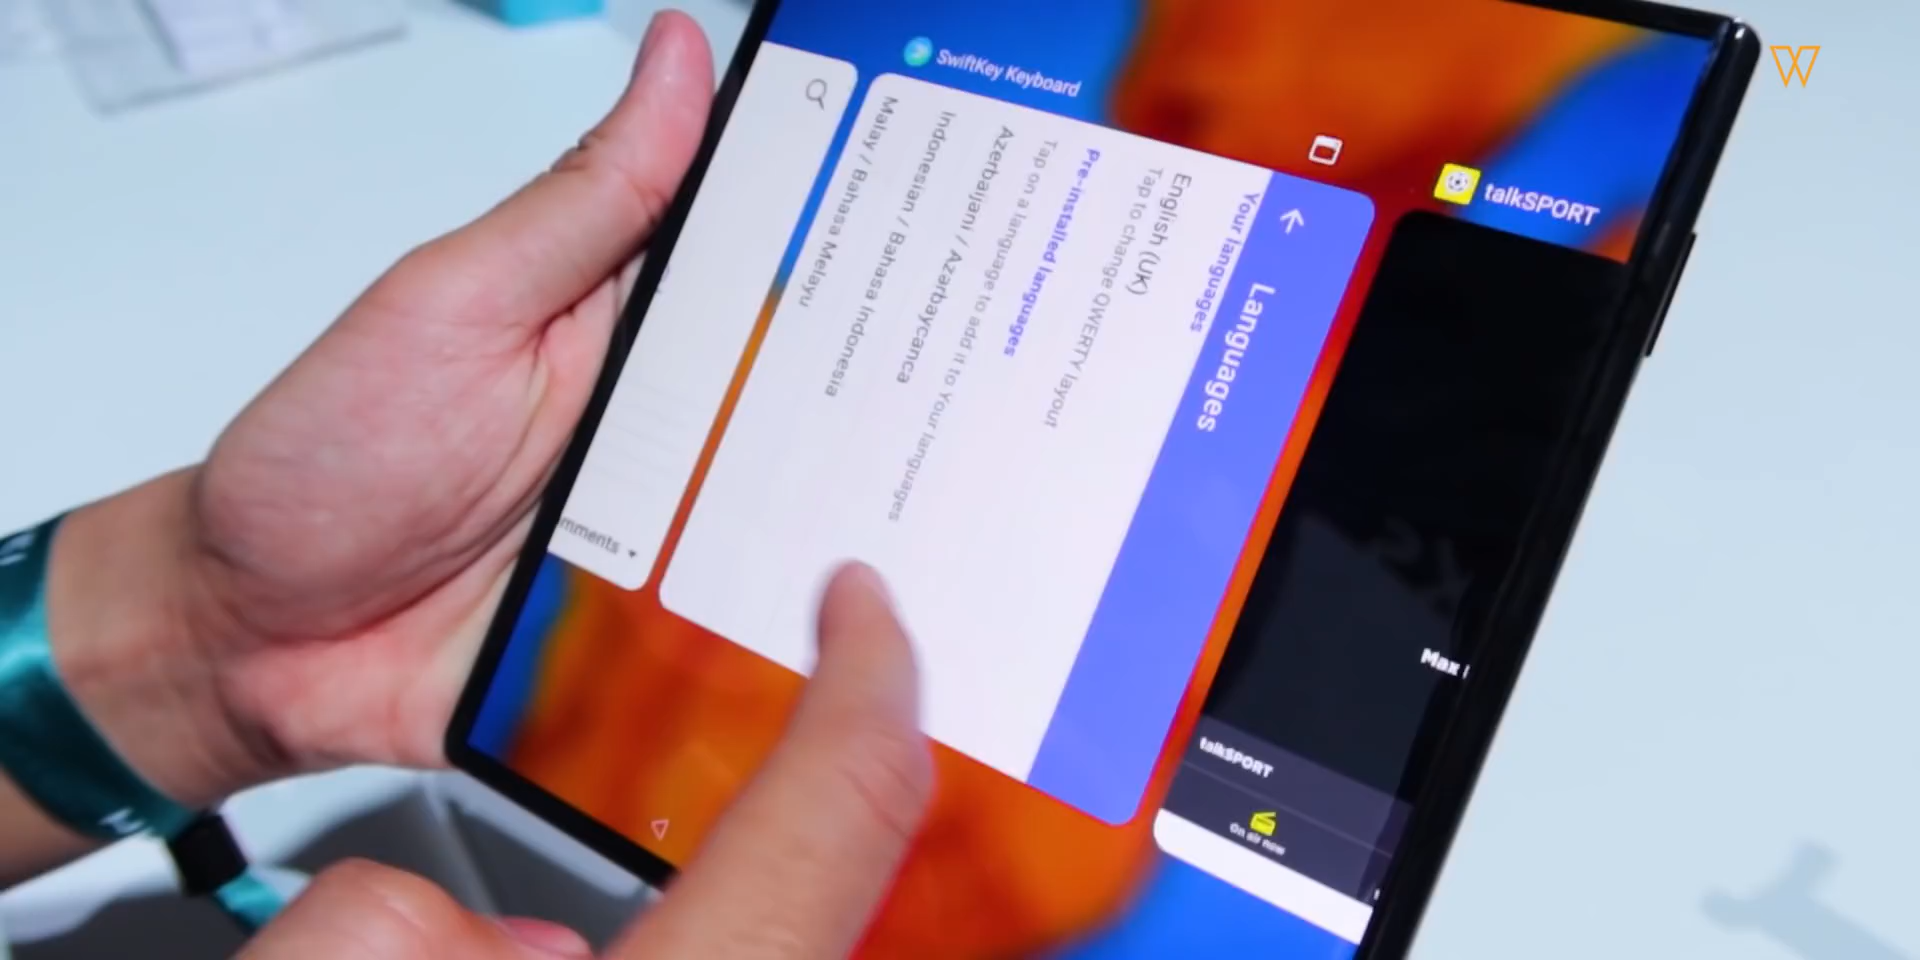 SwiftKey Keyboard
talkSPORT
Languages
Your languages
English (UK)
Tap to change QWERTY layout
Pre-installed languages
Tap on a language to add it to Your languages
Azerbaijani / Azərbaycanca
Indonesian / Bahasa Indonesia
Malay / Bahasa Melayu
mments
Max
talkSPORT
On air now